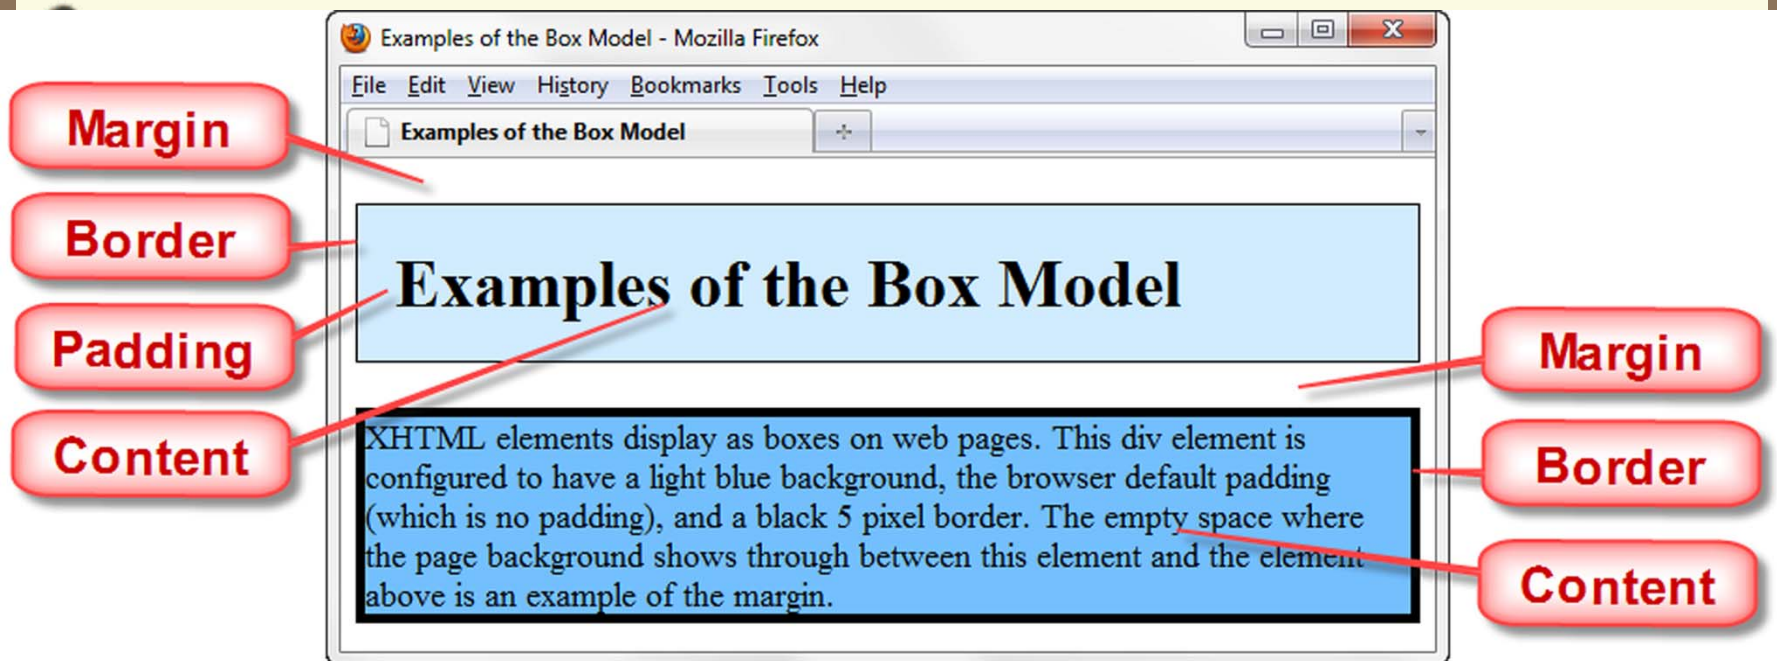 Examples of the Box Model - Mozilla Firefox
File Edit View History Bookmarks Tools Help
Examples of the Box Model
Margin
Border
Padding
Content
Examples of the Box Model
XHTML elements display as boxes on web pages. This div element is
configured to have a light blue background, the browser default padding
(which is no padding), and a black 5 pixel border. The empty space where
the page background shows through between this element and the element
above is an example of the margin.
Margin
Border
Content